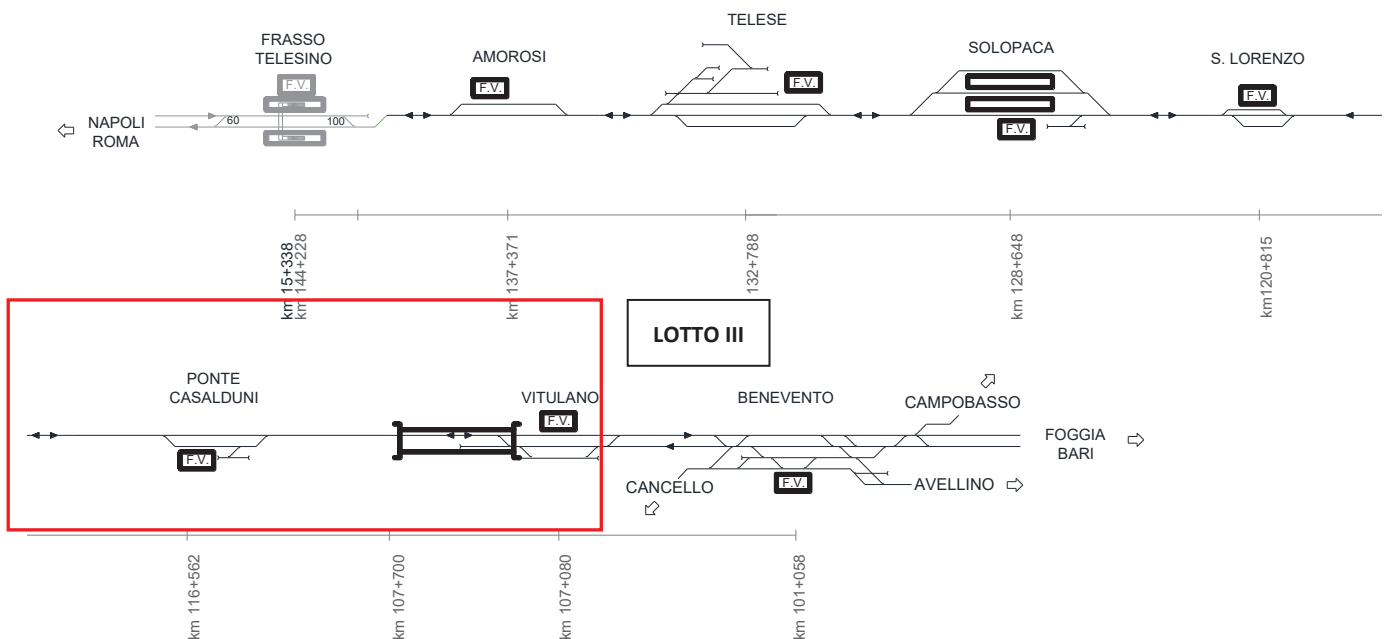 TELESE
FRASSO
TELESINO
AMOROSI
SOLOPACA
S. LORENZO
F.V.
F.V.
F.V.
F.V.
F.V.
NAPOLI
ROMA
60
100
km 15+338
km 144+228
km 137+371
132+788
km 128+648
km120+815
LOTTO III
PONTE
CASALDUNI
VITULANO
BENEVENTO
CAMPOBASSO
F.V.
FOGGIA
BARI
F.V.
CANCELLO
F.V.
AVELLINO
km 116+562
km 107+700
km 107+080
km 101+058